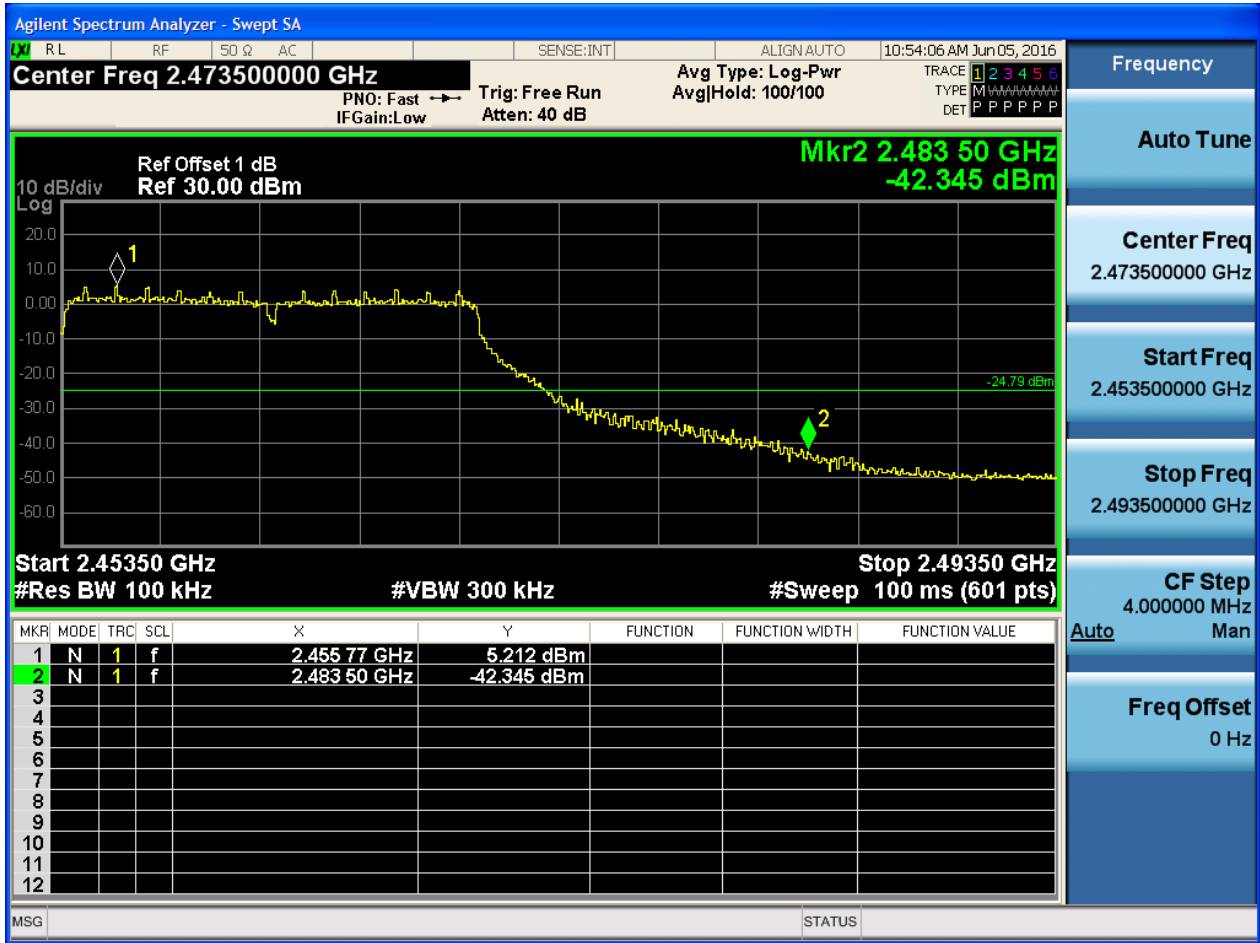 Agilent Spectrum Analyzer - Swept SA
LXI RL RF 50 Ω AC SENSE:INT ALIGN AUTO 10:54:06 AM Jun 05, 2016
Center Freq 2.473500000 GHz
PNO: Fast
IFGain:Low
Trig: Free Run
Atten: 40 dB
Avg Type: Log-Pwr
Avg|Hold: 100/100
TRACE 1 2 3 4 5 6
TYPE M W W W W W
DET P P P P P P
Mkr2 2.483 50 GHz
-42.345 dBm
Ref Offset 1 dB
10 dB/div Ref 30.00 dBm
Log
20.0
10.0
0.00
-10.0
-20.0
-30.0
-40.0
-50.0
-60.0
1
-24.79 dBm
2
Start 2.45350 GHz Stop 2.49350 GHz
#Res BW 100 kHz #VBW 300 kHz #Sweep 100 ms (601 pts)
MKR MODE TRC SCL X Y FUNCTION FUNCTION WIDTH FUNCTION VALUE
1 N 1 f 2.455 77 GHz 5.212 dBm
2 N 1 f 2.483 50 GHz -42.345 dBm
3
4
5
6
7
8
9
10
11
12
MSG STATUS
Frequency
Auto Tune
Center Freq
2.473500000 GHz
Start Freq
2.453500000 GHz
Stop Freq
2.493500000 GHz
CF Step
4.000000 MHz
Auto Man
Freq Offset
0 Hz